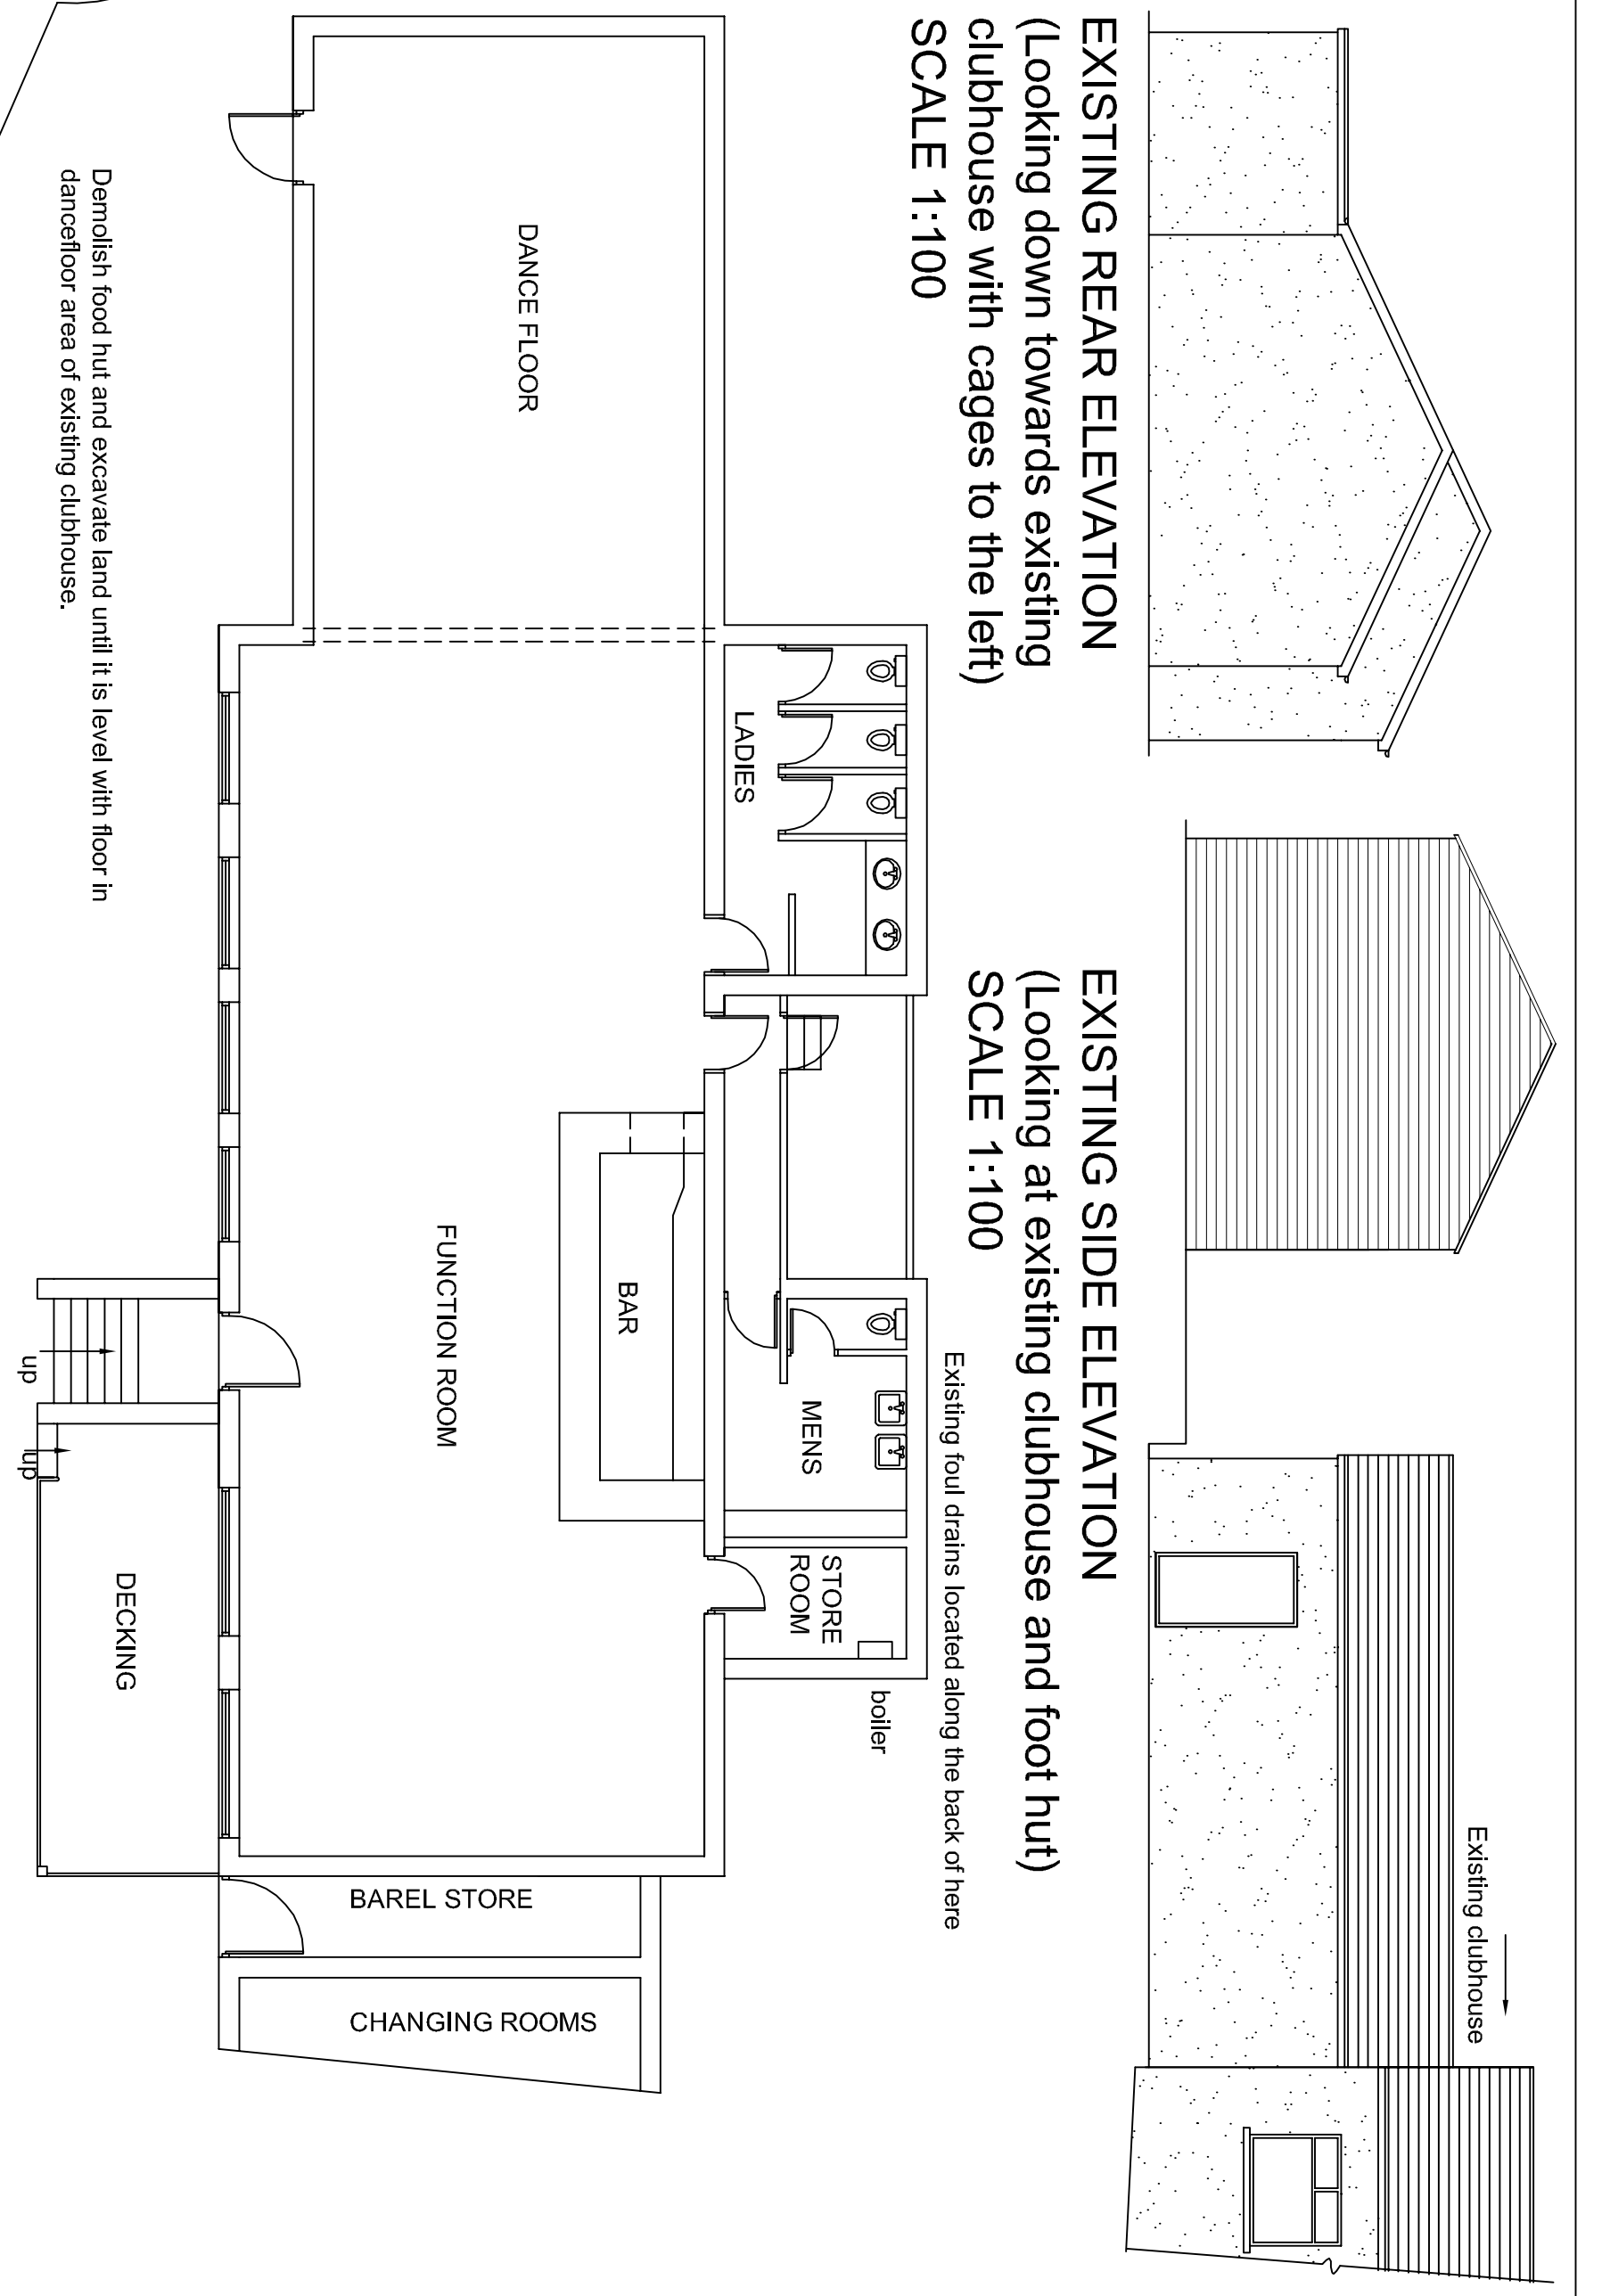 EXISTING REAR ELEVATION
(Looking down towards existing
clubhouse with cages to the left)
SCALE 1:100
EXISTING SIDE ELEVATION
(Looking at existing clubhouse and foot hut)
SCALE 1:100
Existing clubhouse
Existing foul drains located along the back of here
boiler
LADIES
MENS
STORE
ROOM
DANCE FLOOR
BAR
FUNCTION ROOM
BAREL STORE
CHANGING ROOMS
DECKING
up
up
Demolish food hut and excavate land until it is level with floor in
dancefloor area of existing clubhouse.